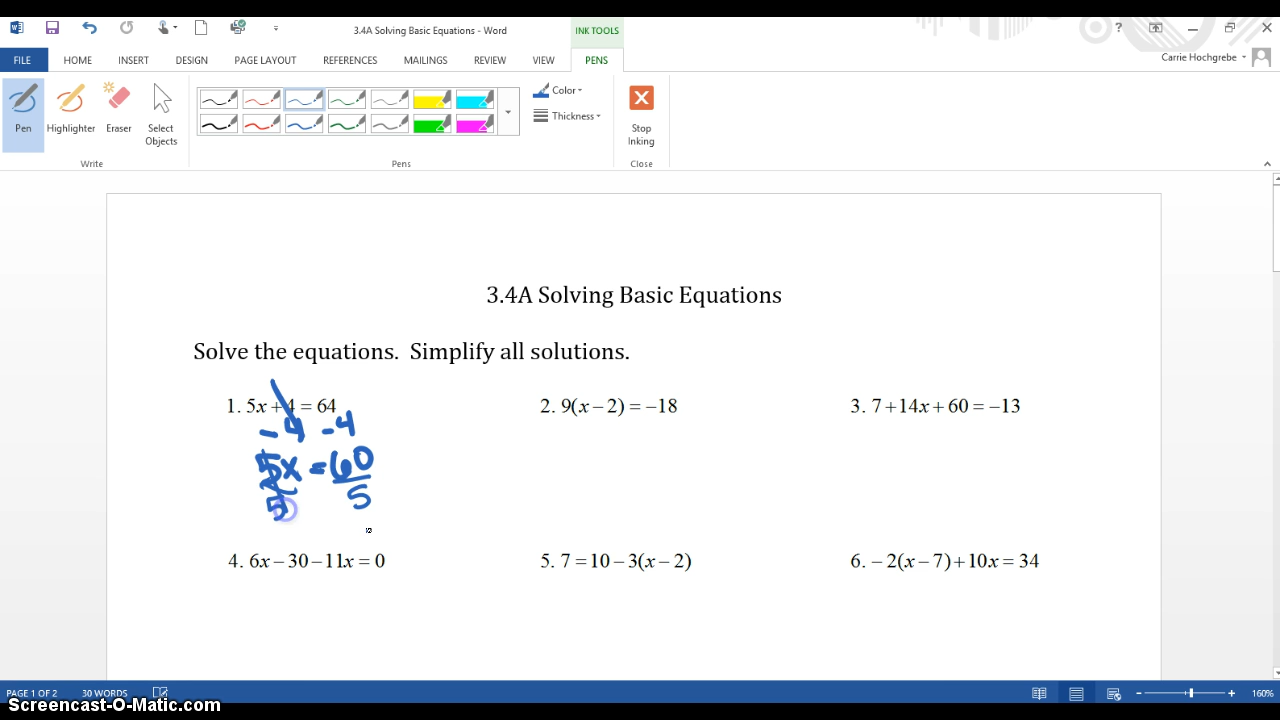 3.4A Solving Basic Equations - Word
INK TOOLS
?
FILE HOME INSERT DESIGN PAGE LAYOUT REFERENCES MAILINGS REVIEW VIEW PENS
Carrie Hochgrebe
Pen
Highlighter
Eraser
Select
Objects
Color
Thickness
Stop
Inking
Write
Pens
Close
3.4A Solving Basic Equations
Solve the equations. Simplify all solutions.
1. 5x + 4 = 64 2. 9(x − 2) = −18 3. 7 + 14x + 60 = −13
- 4 - 4
5x = 60
5 5
4. 6x − 30 − 11x = 0 5. 7 = 10 − 3(x − 2) 6. − 2(x − 7) + 10x = 34
PAGE 1 OF 2 30 WORDS
160%
Screencast-O-Matic.com